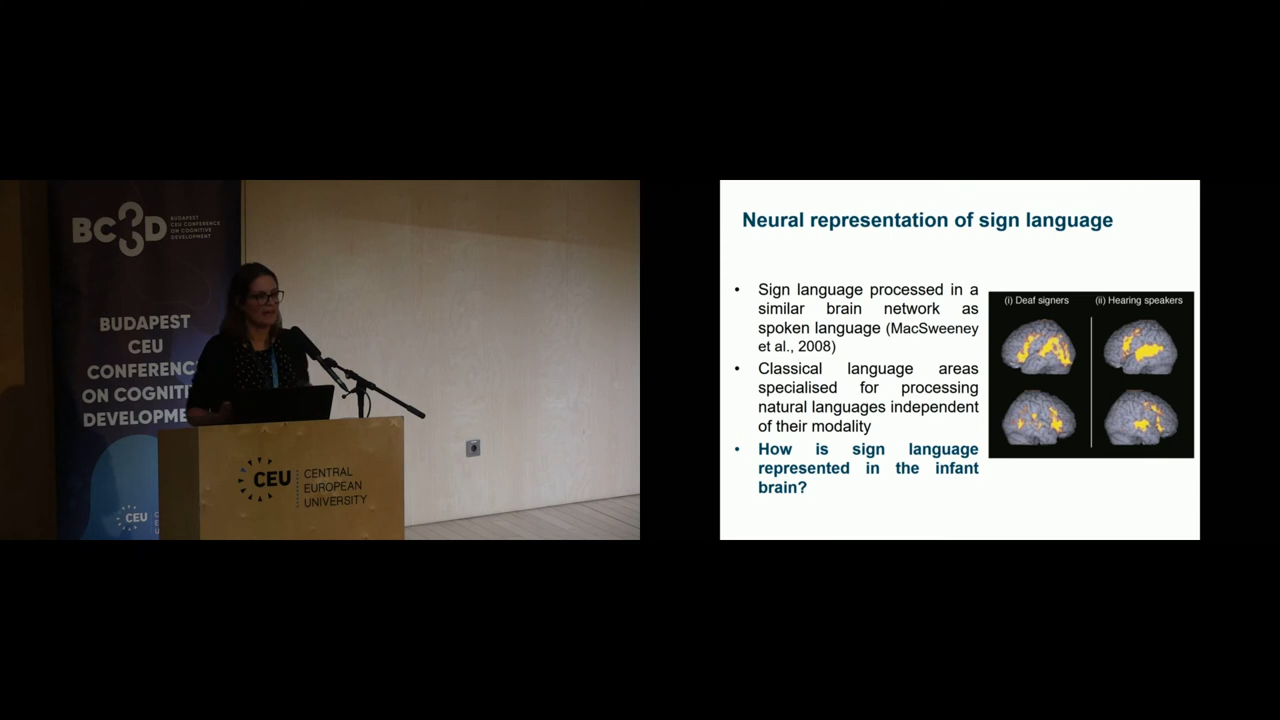 BC3D
BUDAPEST
CEU CONFERENCE
ON COGNITIVE
DEVELOPMENT
BUDAPEST
CEU
CONFERENC
ON COGNITI
DEVELOPME
CEU
C
E
U
CEU
CENTRAL
EUROPEAN
UNIVERSITY
Neural representation of sign language
• Sign language processed in a
similar brain network as
spoken language (MacSweeney
et al., 2008)
• Classical language areas
specialised for processing
natural languages independent
of their modality
• How is sign language
represented in the infant
brain?
(i) Deaf signers
(ii) Hearing speakers